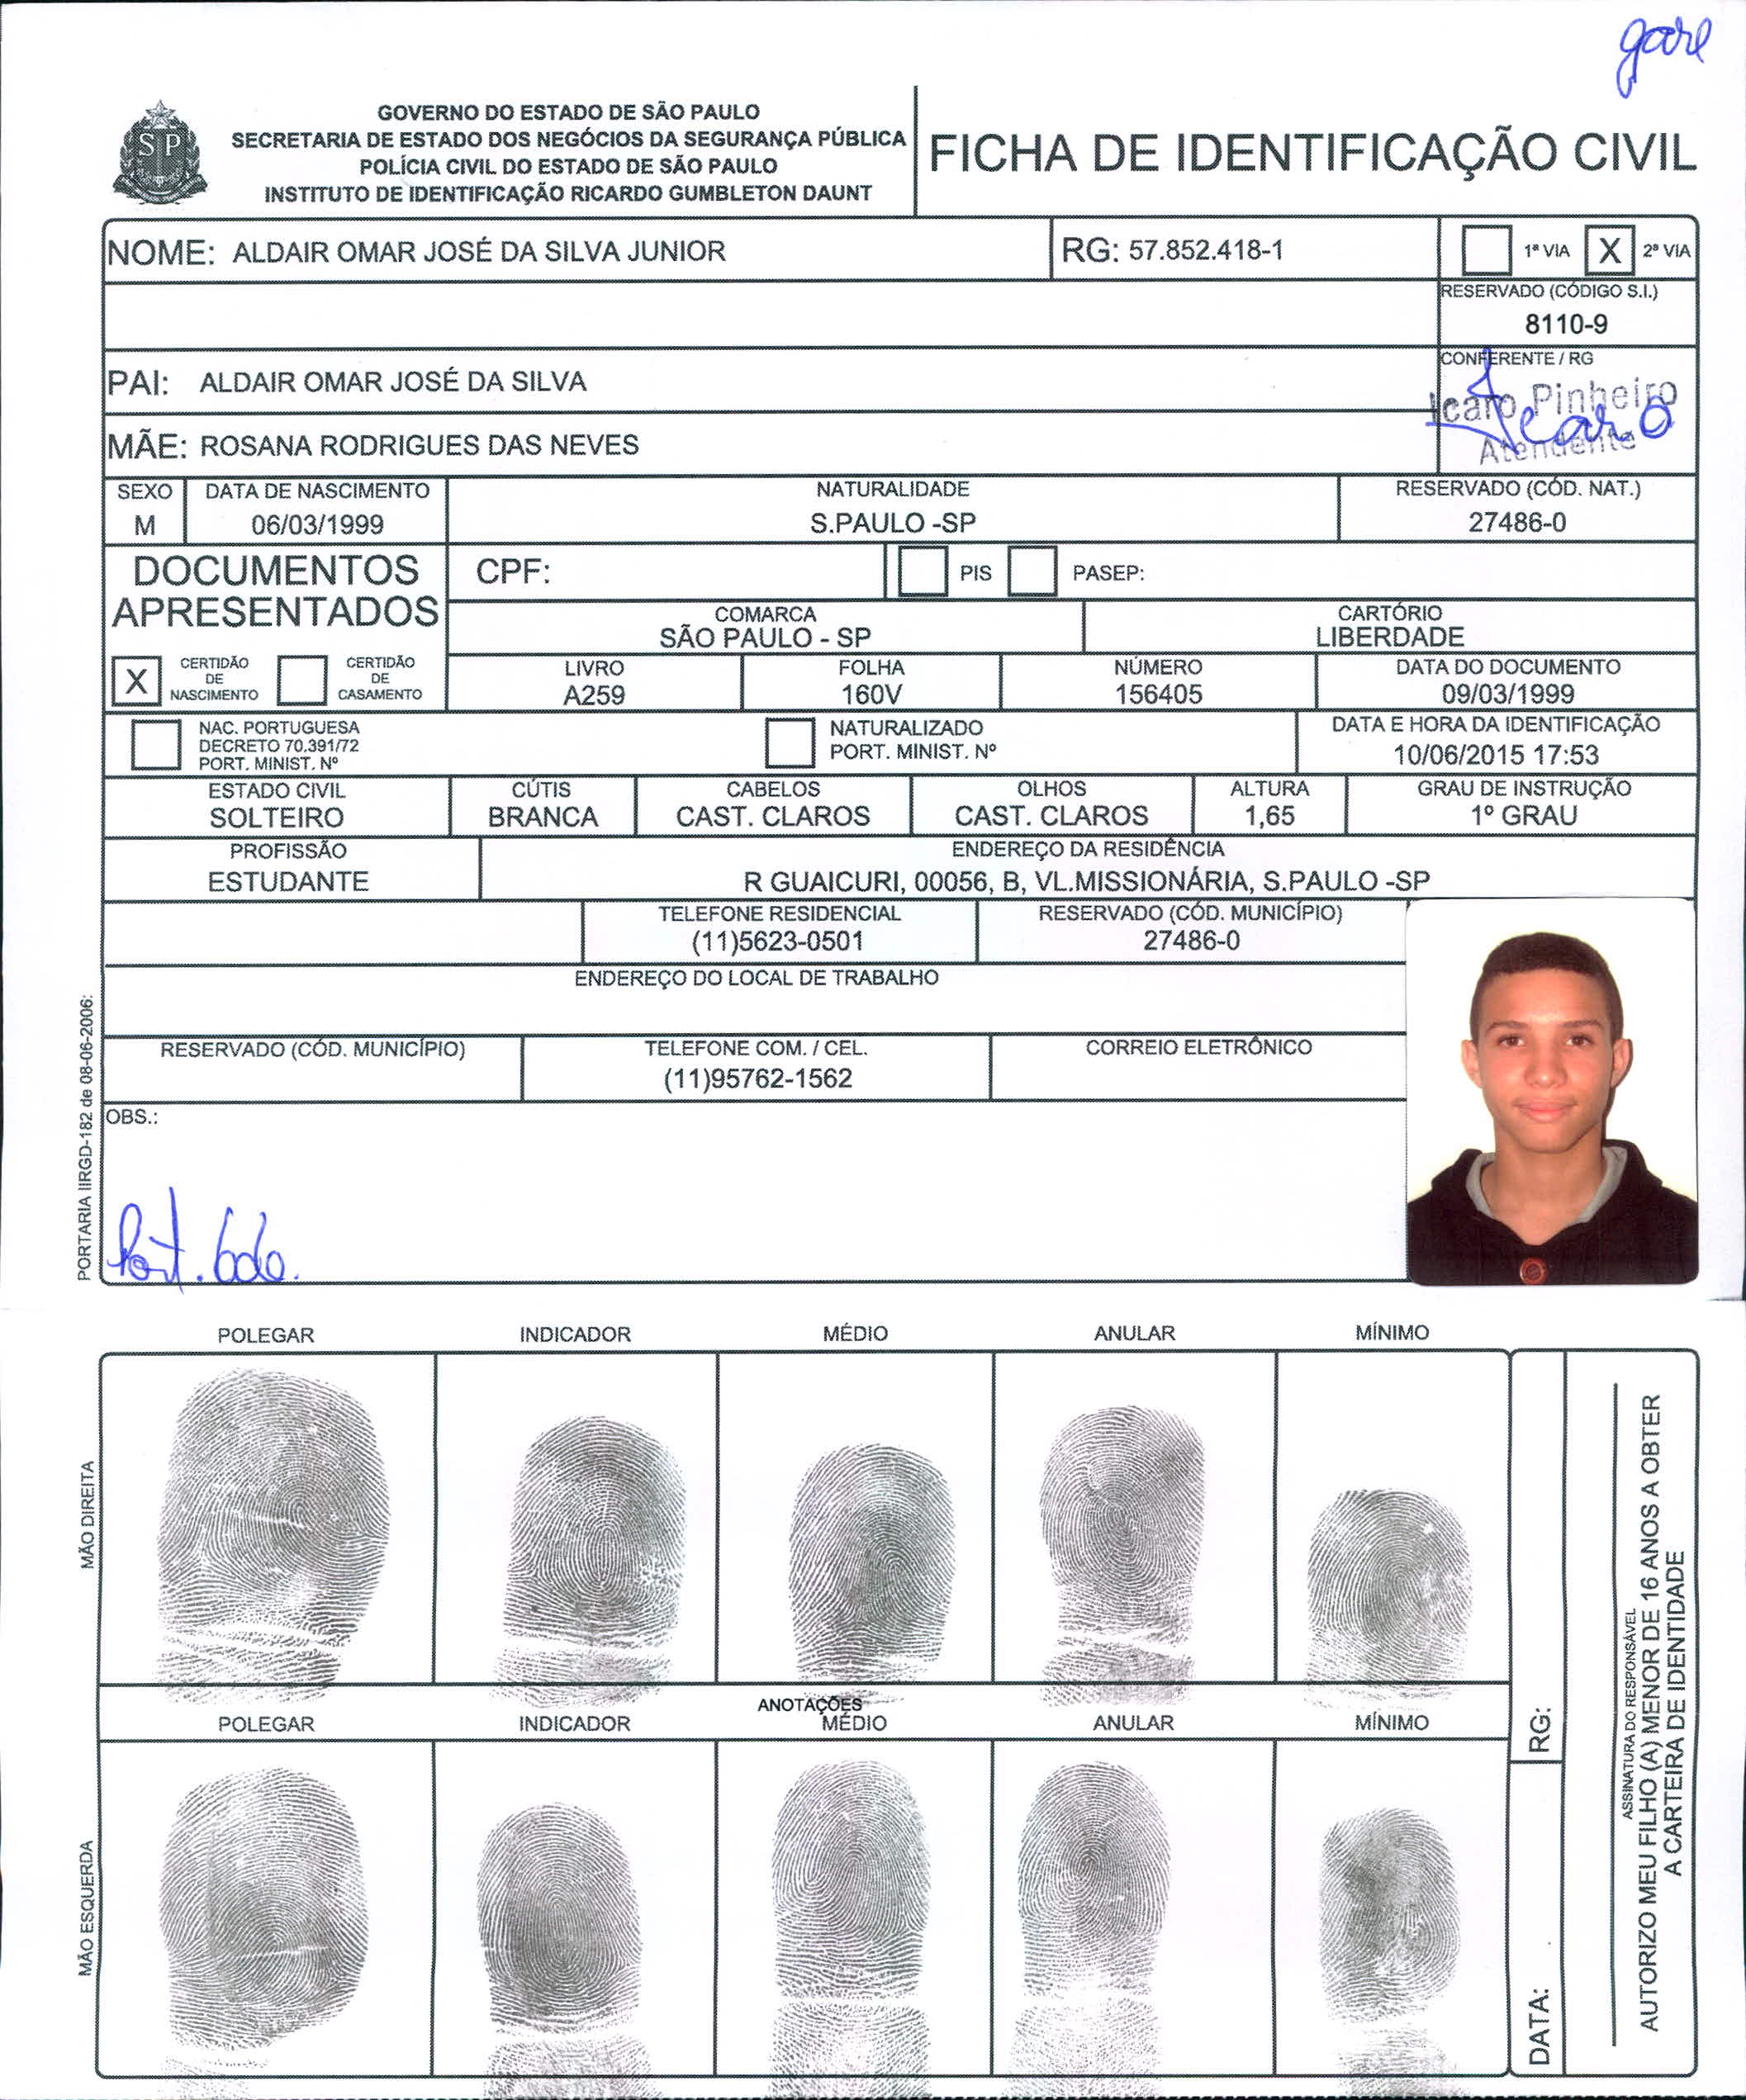 gare
GOVERNO DO ESTADO DE SÃO PAULO
SECRETARIA DE ESTADO DOS NEGÓCIOS DA SEGURANÇA PÚBLICA
POLÍCIA CIVIL DO ESTADO DE SÃO PAULO
INSTITUTO DE IDENTIFICAÇÃO RICARDO GUMBLETON DAUNT
SP
FICHA DE IDENTIFICAÇÃO CIVIL
NOME: ALDAIR OMAR JOSÉ DA SILVA JUNIOR RG: 57.852.418-1 1ª VIA X 2ª VIA
RESERVADO (CÓDIGO S.I.)
8110-9
PAI: ALDAIR OMAR JOSÉ DA SILVA
CONFERENTE / RG
Icaro Pinheiro
Icaro
Atendente
MÃE: ROSANA RODRIGUES DAS NEVES
SEXO DATA DE NASCIMENTO NATURALIDADE RESERVADO (CÓD. NAT.)
M 06/03/1999 S.PAULO -SP 27486-0
DOCUMENTOS
APRESENTADOS
CPF: PIS PASEP:
COMARCA CARTÓRIO
SÃO PAULO - SP LIBERDADE
X CERTIDÃO
DE
NASCIMENTO
CERTIDÃO
DE
CASAMENTO
LIVRO FOLHA NÚMERO DATA DO DOCUMENTO
A259 160V 156405 09/03/1999
NAC. PORTUGUESA
DECRETO 70.391/72
PORT. MINIST. Nº
NATURALIZADO
PORT. MINIST. Nº
DATA E HORA DA IDENTIFICAÇÃO
10/06/2015 17:53
ESTADO CIVIL CÚTIS CABELOS OLHOS ALTURA GRAU DE INSTRUÇÃO
SOLTEIRO BRANCA CAST. CLAROS CAST. CLAROS 1,65 1º GRAU
PROFISSÃO ENDEREÇO DA RESIDÊNCIA
ESTUDANTE R GUAICURI, 00056, B, VL.MISSIONÁRIA, S.PAULO -SP
TELEFONE RESIDENCIAL RESERVADO (CÓD. MUNICÍPIO)
(11)5623-0501 27486-0
ENDEREÇO DO LOCAL DE TRABALHO
RESERVADO (CÓD. MUNICÍPIO) TELEFONE COM. / CEL. CORREIO ELETRÔNICO
(11)95762-1562
OBS.:
PORTARIA IIRGD-182 de 08-06-2006:
POLEGAR INDICADOR MÉDIO ANULAR MÍNIMO
MÃO DIREITA
ANOTAÇÕES
POLEGAR INDICADOR MÉDIO ANULAR MÍNIMO
MÃO ESQUERDA
RG:
DATA:
ASSINATURA DO RESPONSÁVEL
AUTORIZO MEU FILHO (A) MENOR DE 16 ANOS A OBTER
A CARTEIRA DE IDENTIDADE